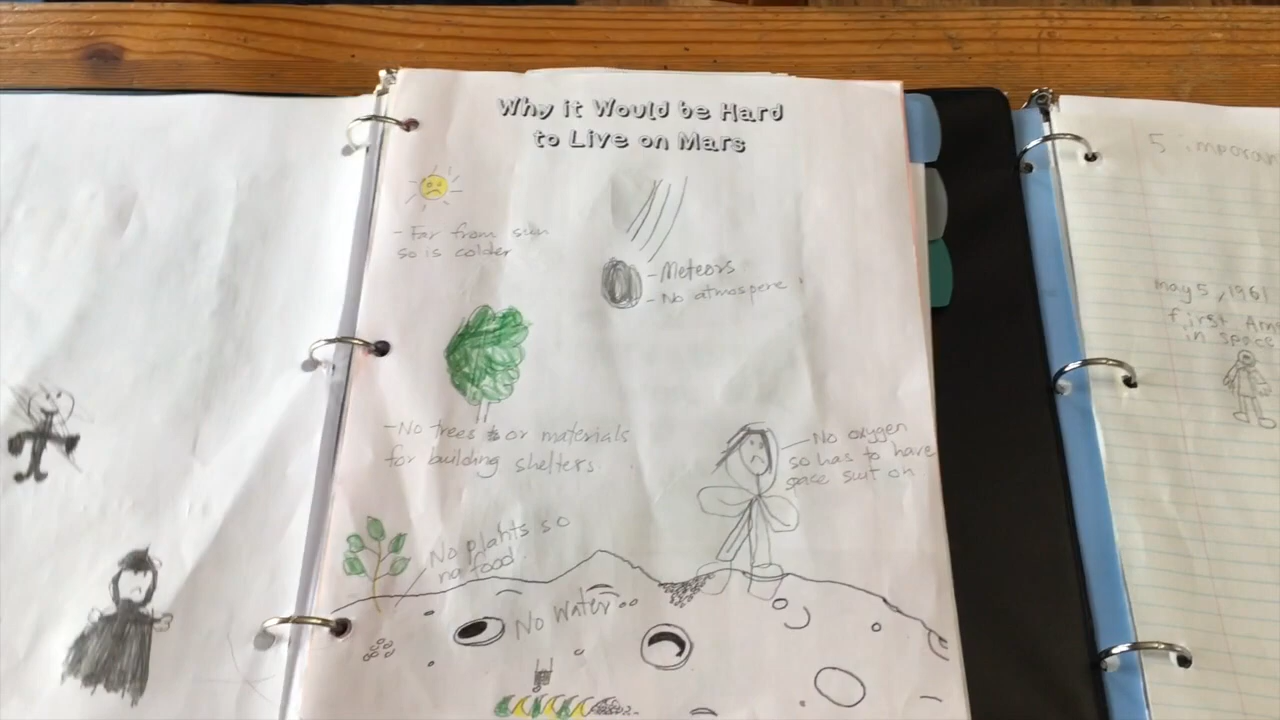 Why it Would be Hard
to Live on Mars
- Far from sun
so is colder
- Meteors
- No atmospere
- No trees or materials
for building shelters.
- No oxygen
so has to have
space suit on
No plants so
no food.
No water
5 imporan
may 5, 1961
first Am
in space